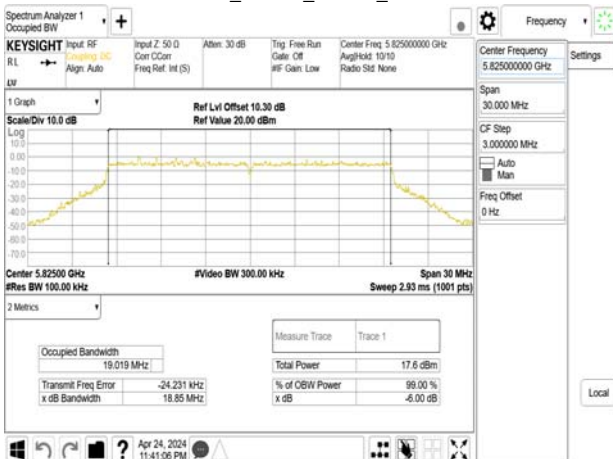 Spectrum Analyzer 1
Occupied BW
Frequency
KEYSIGHT
Input: RF
Coupling: DC
Align: Auto
Input Z: 50 Ω
Corr CCorr
Freq Ref: Int (S)
Atten: 30 dB
Trig: Free Run
Gate: Off
#IF Gain: Low
Center Freq: 5.825000000 GHz
Avg|Hold: 10/10
Radio Std: None
RL
LW
Center Frequency
5.825000000 GHz
Settings
Span
30.000 MHz
CF Step
3.000000 MHz
Auto
Man
Freq Offset
0 Hz
1 Graph
Scale/Div 10.0 dB
Ref Lvl Offset 10.30 dB
Ref Value 20.00 dBm
Log
10.0
0.00
-10.0
-20.0
-30.0
-40.0
-50.0
-60.0
-70.0
Center 5.82500 GHz
#Video BW 300.00 kHz
Span 30 MHz
#Res BW 100.00 kHz
Sweep 2.93 ms (1001 pts)
2 Metrics
Measure Trace
Trace 1
Occupied Bandwidth
19.019 MHz
Total Power
17.6 dBm
Transmit Freq Error
-24.231 kHz
% of OBW Power
99.00 %
x dB Bandwidth
18.85 MHz
x dB
-6.00 dB
Local
?
Apr 24, 2024
11:41:06 PM